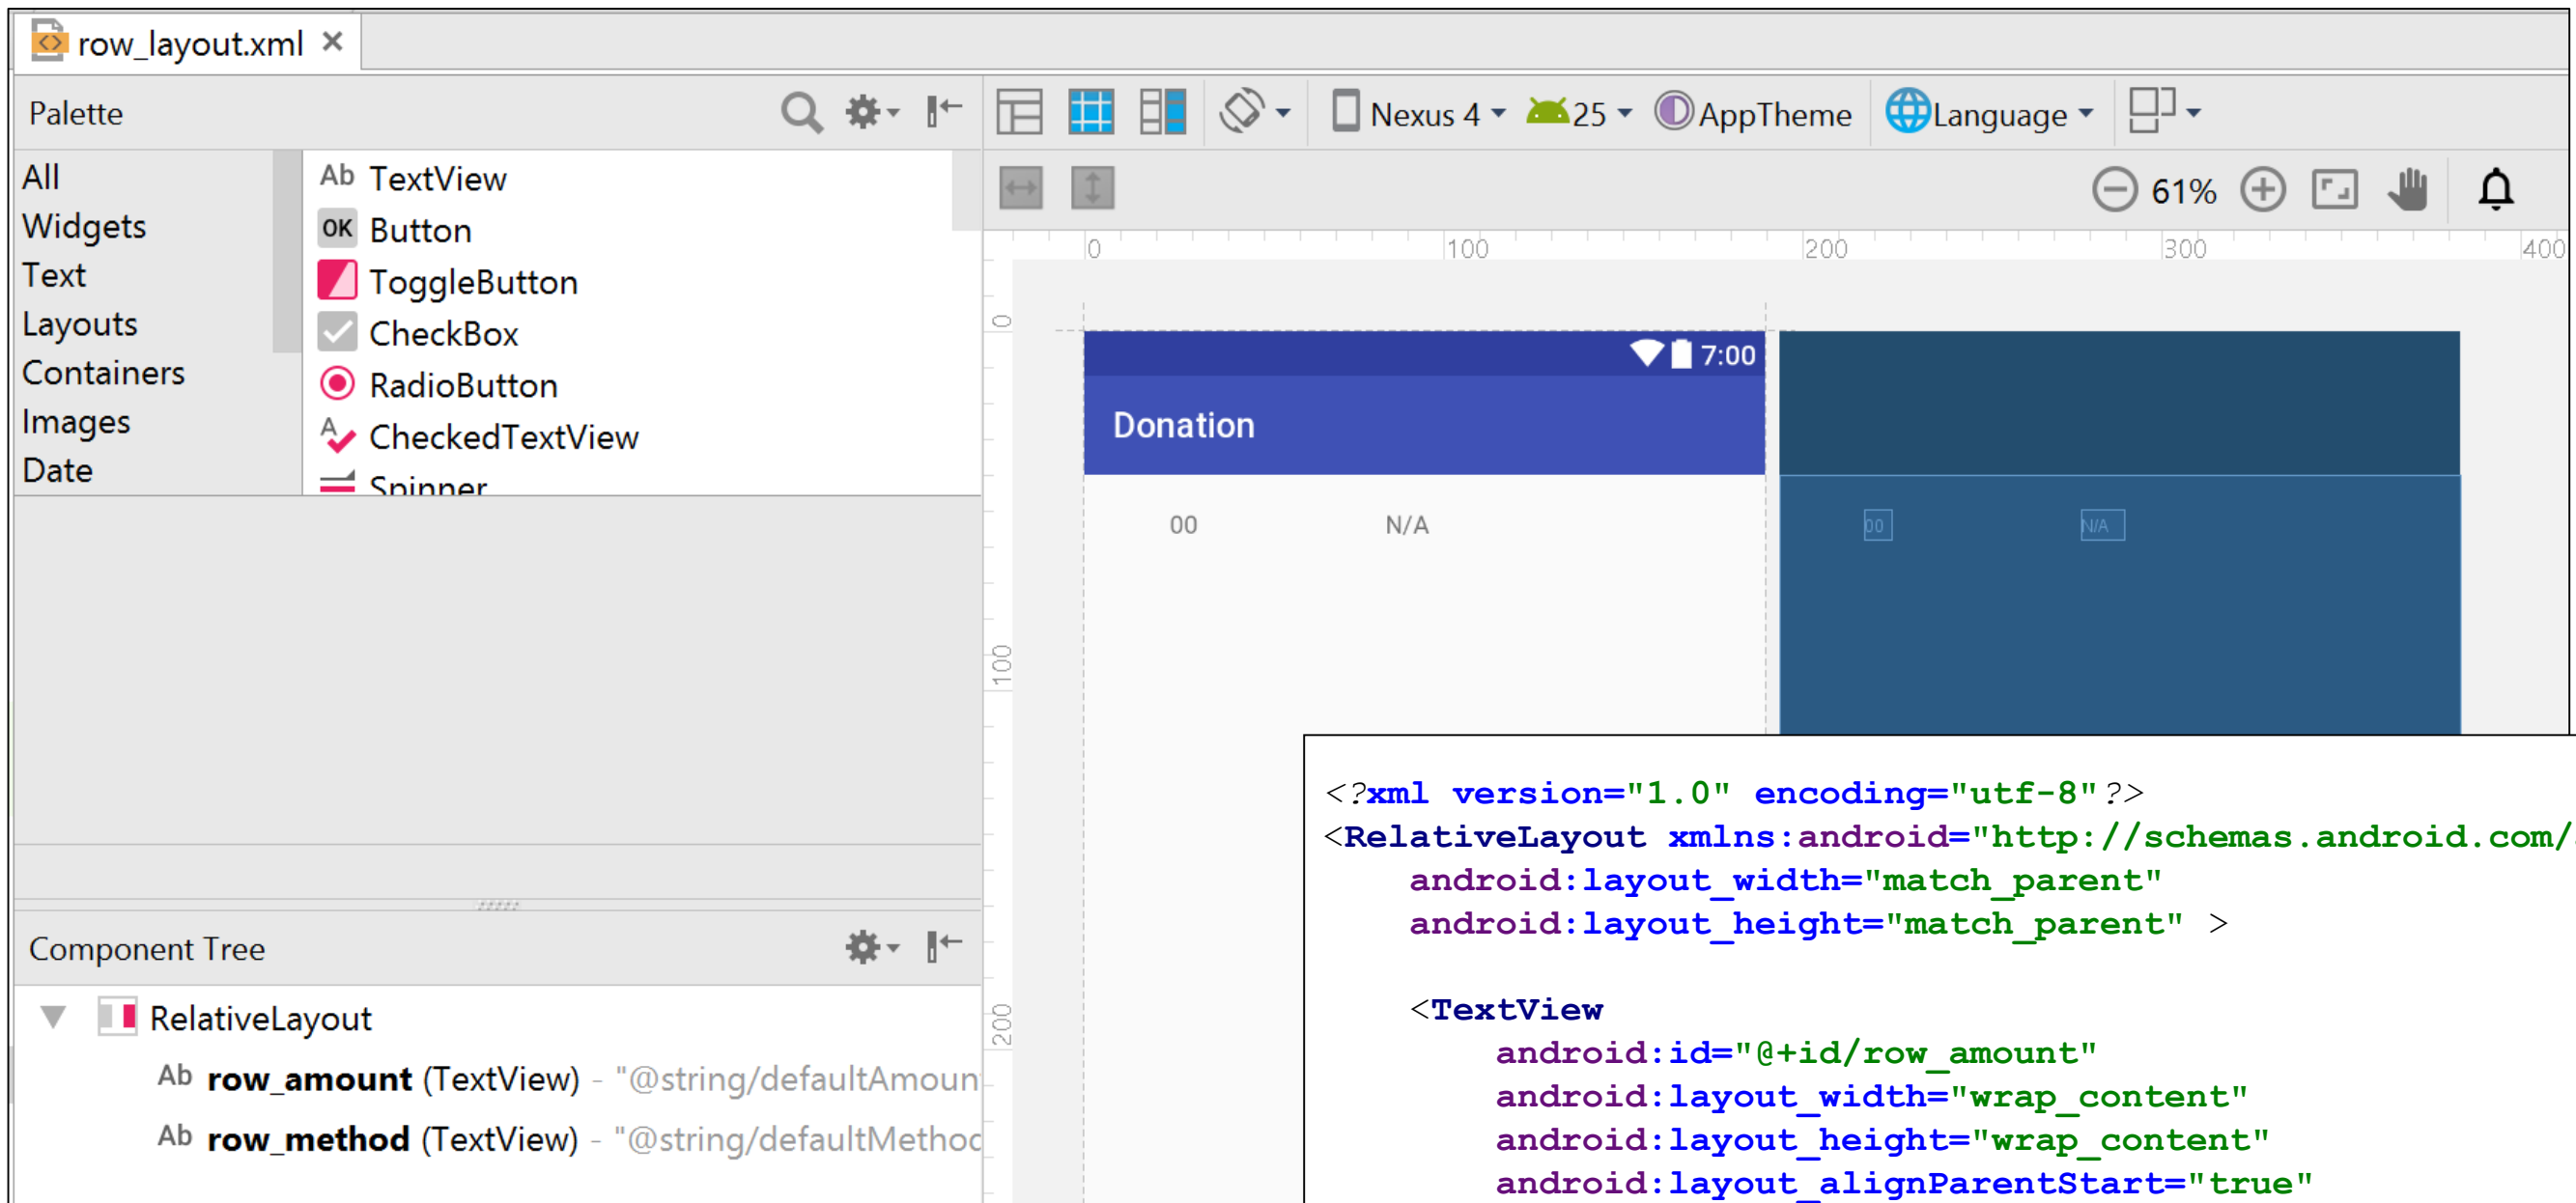 row_layout.xml ×
Palette
Nexus 4
25
AppTheme
Language
All
Widgets
Text
Layouts
Containers
Images
Date
Ab TextView
OK Button
ToggleButton
CheckBox
RadioButton
CheckedTextView
Spinner
61%
0 100 200 300 400
0
100
200
7:00
Donation
00 N/A
00 N/A
Component Tree
RelativeLayout
Ab row_amount (TextView) - "@string/defaultAmoun
Ab row_method (TextView) - "@string/defaultMethod
<?xml version="1.0" encoding="utf-8"?>
<RelativeLayout xmlns:android="http://schemas.android.com/
android:layout_width="match_parent"
android:layout_height="match_parent" >
<TextView
android:id="@+id/row_amount"
android:layout_width="wrap_content"
android:layout_height="wrap_content"
android:layout_alignParentStart="true"